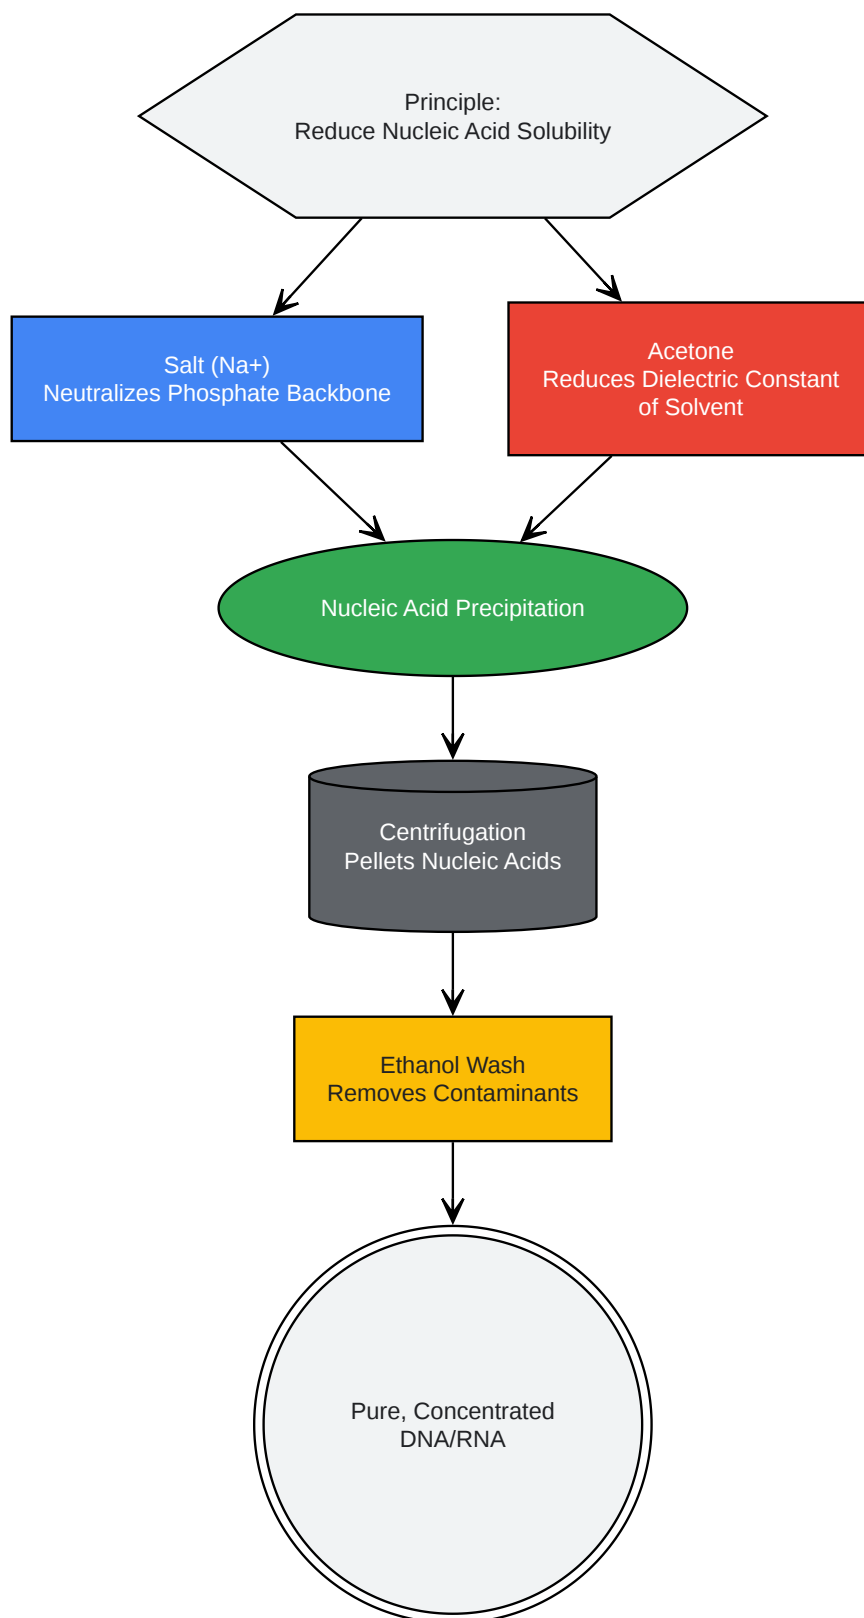 Principle:
Reduce Nucleic Acid Solubility
Salt (Na+)
Neutralizes Phosphate Backbone
Acetone
Reduces Dielectric Constant
of Solvent
Nucleic Acid Precipitation
Centrifugation
Pellets Nucleic Acids
Ethanol Wash
Removes Contaminants
Pure, Concentrated
DNA/RNA